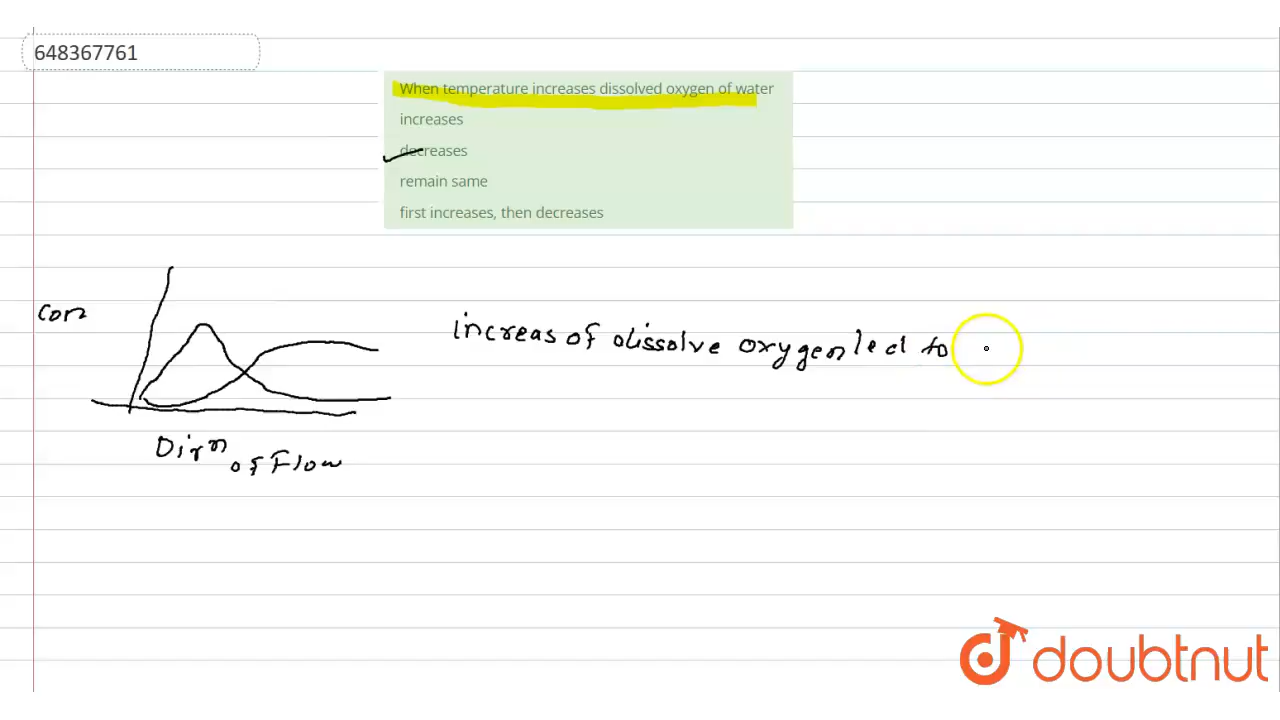 648367761
When temperature increases dissolved oxygen of water
increases
decreases
remain same
first increases, then decreases
Con
increas of dissolve oxygen led to
Dirn
of Flow
doubtnut